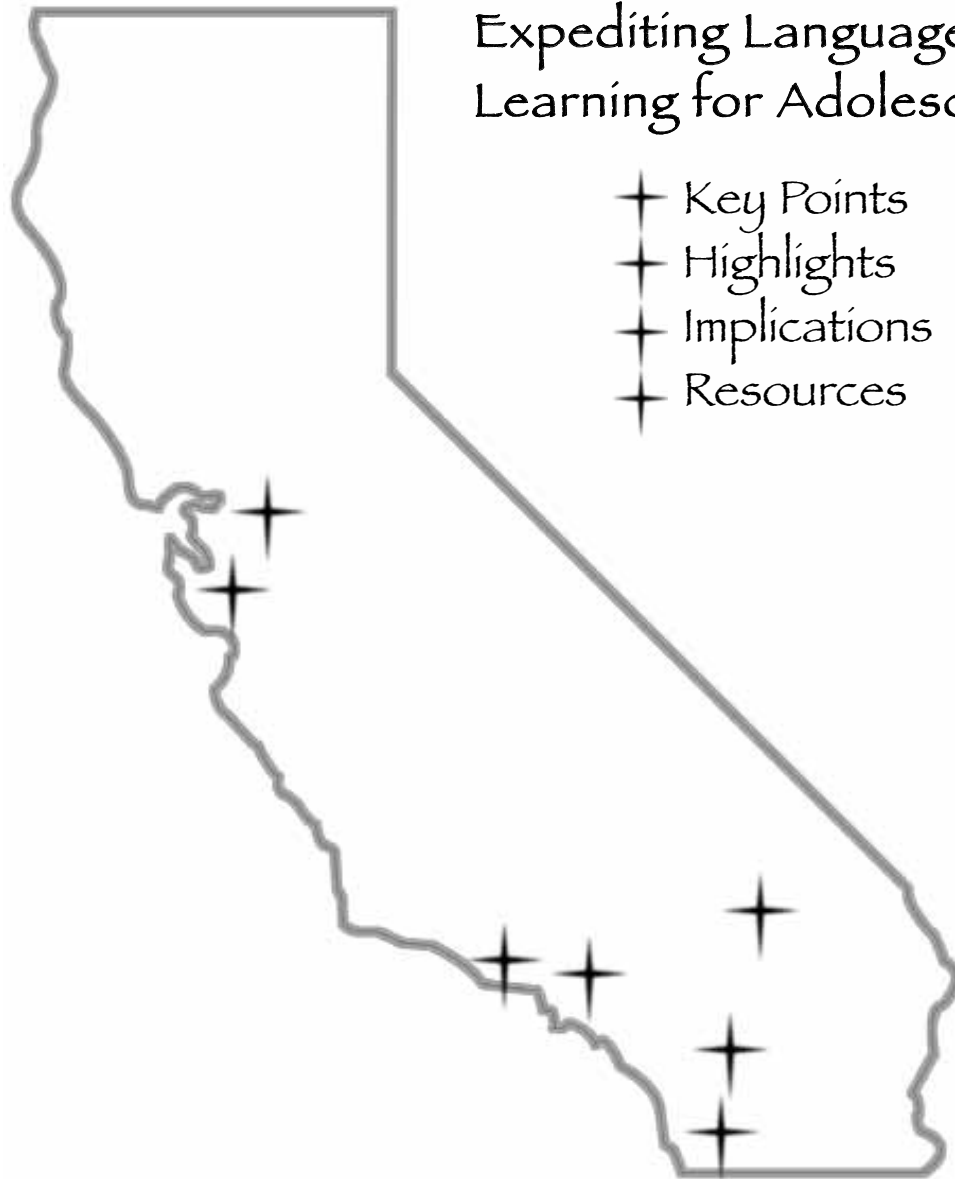 Expediting Language
Learning for Adolesc
Key Points
Highlights
Implications
Resources